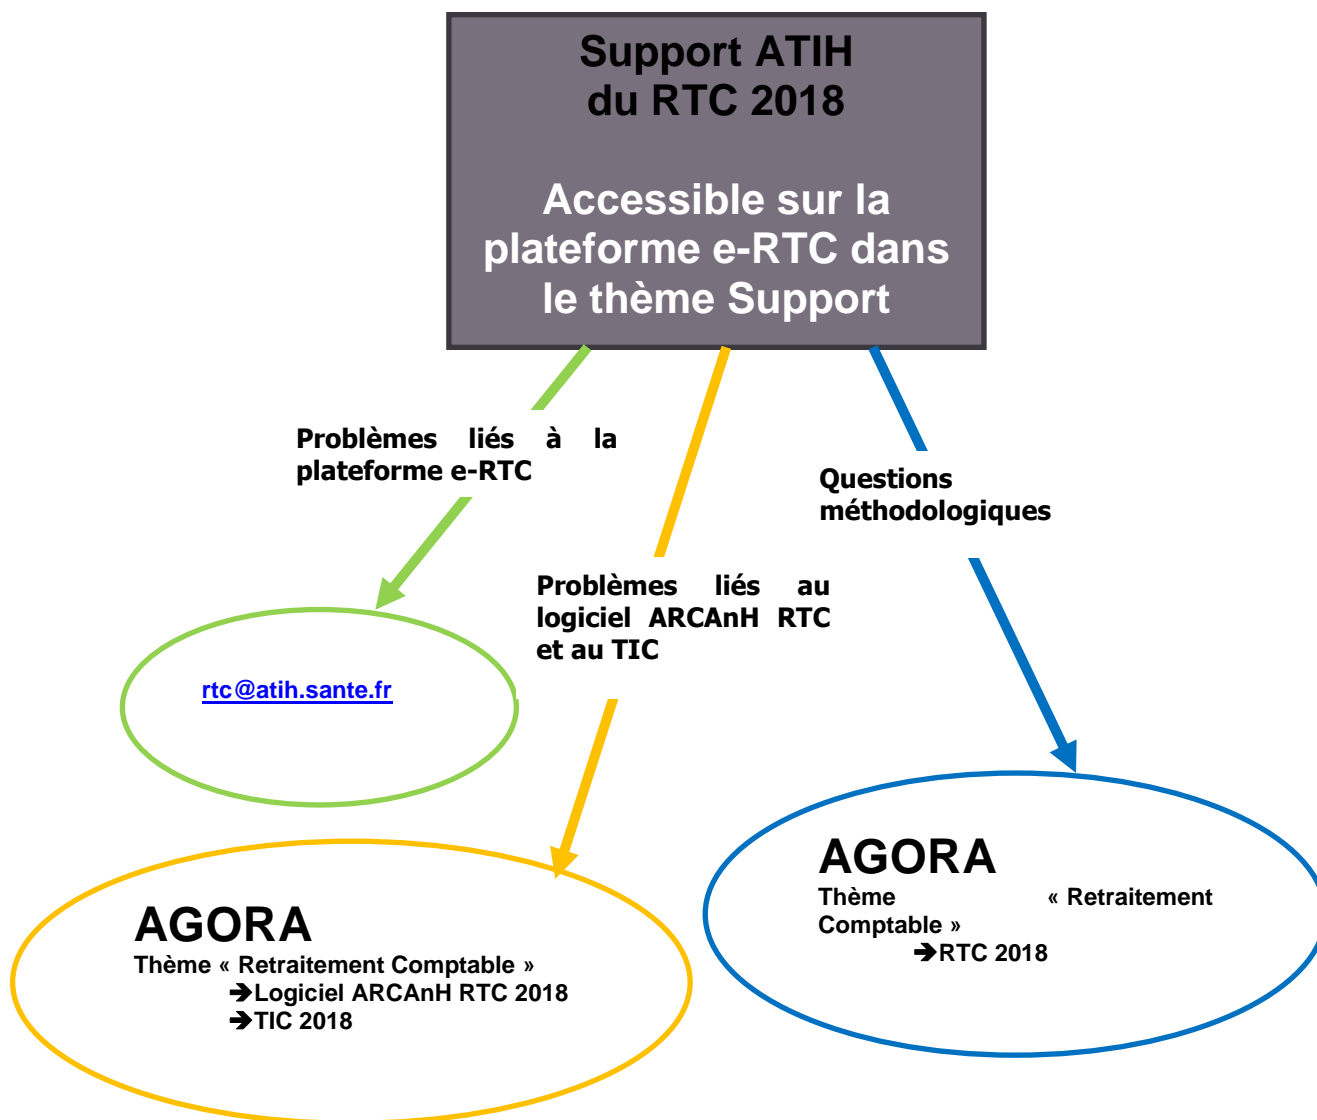 Support ATIH
du RTC 2018
Accessible sur la
plateforme e-RTC dans
le thème Support
Problèmes liés à la
plateforme e-RTC
Questions
méthodologiques
Problèmes liés au
logiciel ARCAnH RTC
et au TIC
rtc@atih.sante.fr
AGORA
Thème « Retraitement
Comptable »
➔RTC 2018
AGORA
Thème « Retraitement Comptable »
➔Logiciel ARCAnH RTC 2018
➔TIC 2018